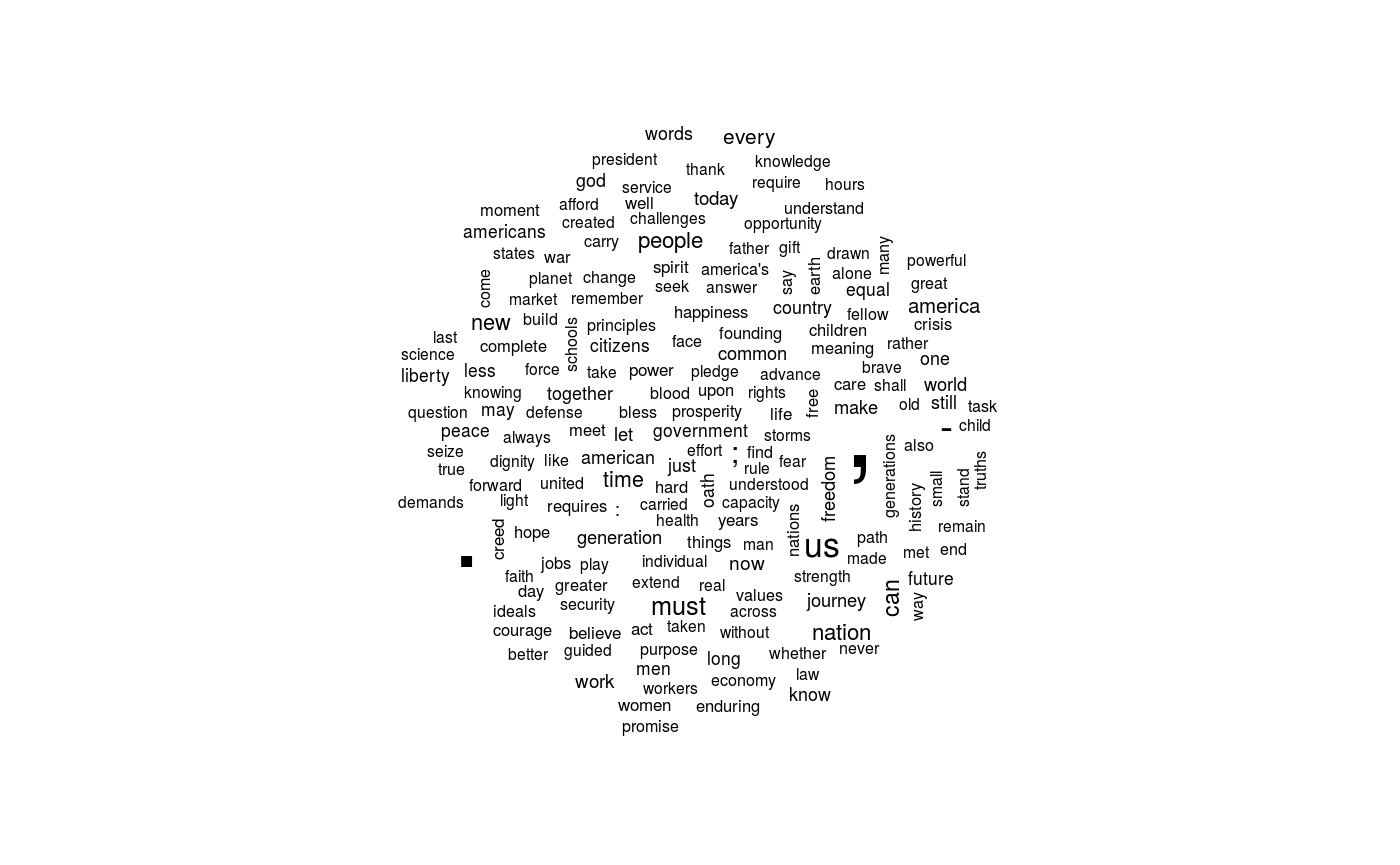 words every
president thank knowledge
god service require hours
moment afford well today understand
americans created challenges opportunity
carry people father gift drawn many
states war spirit america's say earth alone powerful
come planet change seek answer equal great
market remember happiness country fellow america
new build schools principles founding children crisis
last complete citizens face common meaning rather
science force take power pledge advance brave one
liberty less together blood upon rights free care shall world
knowing defense bless prosperity life make old still task
question may meet let government storms - child
peace always american effort ; find fear also
seize dignity like just rule , generations
true united time hard oath understood freedom small stand truths
forward light requires : carried capacity history
demands creed hope health years nations remain
generation things man us path met end
. jobs play individual now made
faith greater extend real strength can future
day security must values across journey way
ideals believe act taken without nation
courage guided purpose long whether never
better men economy law
work workers know
women enduring
promise